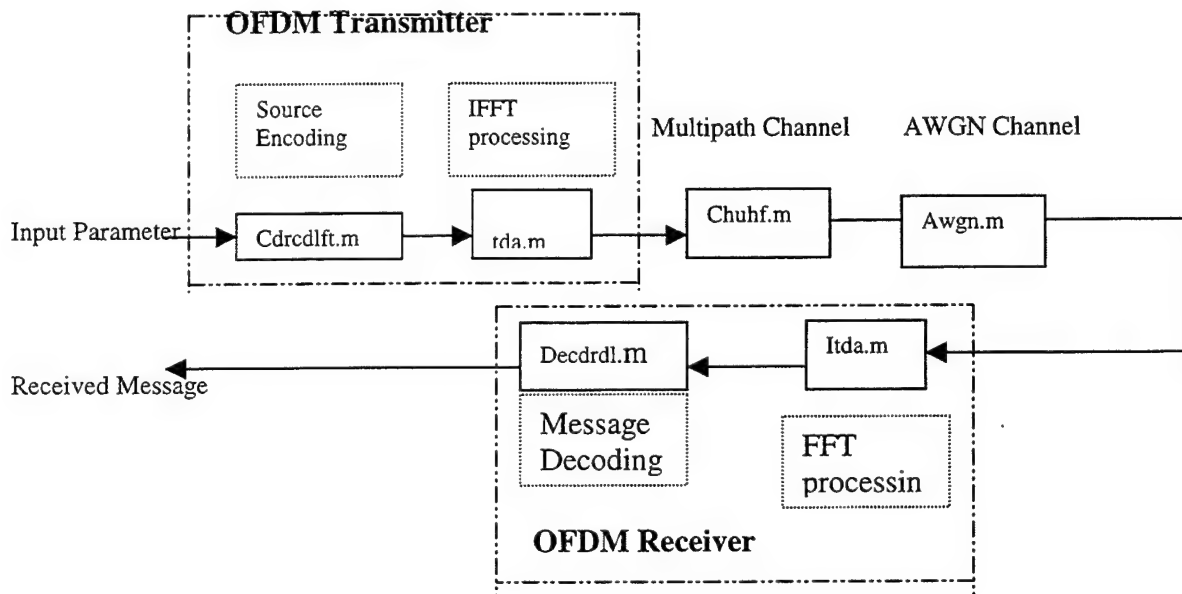 OFDM Transmitter
Source
Encoding
IFFT
processing
Multipath Channel
AWGN Channel
Input Parameter
Cdrcdlft.m
tda.m
Chuhf.m
Awgn.m
Received Message
Decdrdl.m
Itda.m
Message
Decoding
FFT
processin
OFDM Receiver